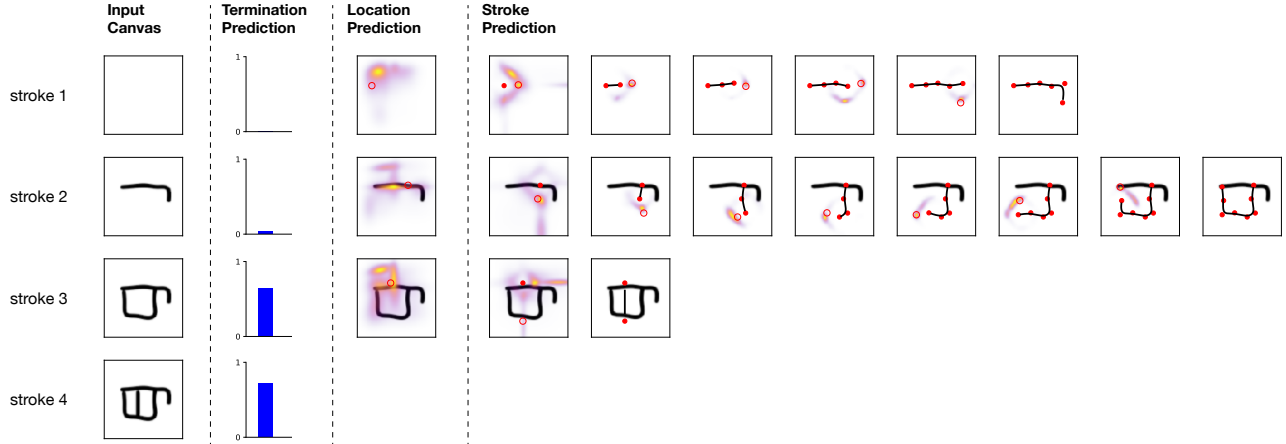 Input Canvas
Termination Prediction
Location Prediction
Stroke Prediction
stroke 1
1
0
stroke 2
1
0
stroke 3
1
0
stroke 4
1
0